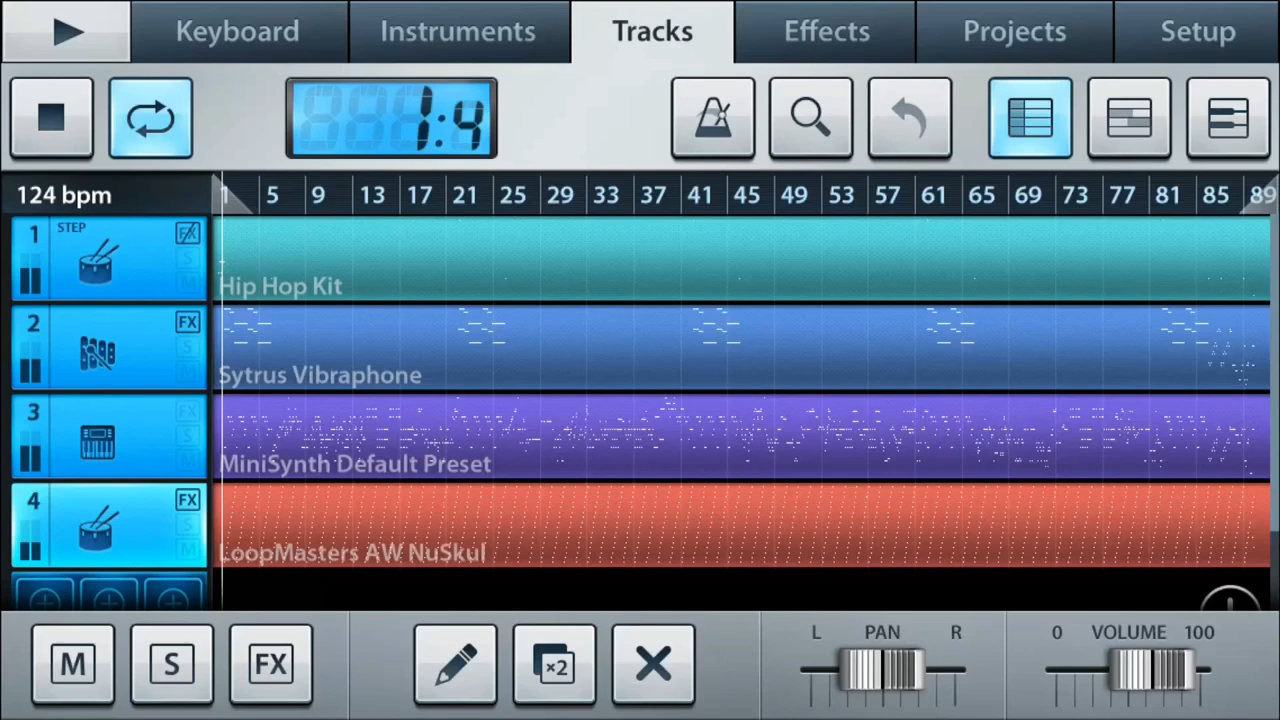 Keyboard Instruments Tracks Effects Projects Setup
1:4
124 bpm 1 5 9 13 17 21 25 29 33 37 41 45 49 53 57 61 65 69 73 77 81 85 89
1 STEP FX S M
Hip Hop Kit
2 FX S M
Sytrus Vibraphone
3 FX S M
MiniSynth Default Preset
4 FX S M
LoopMasters AW NuSkul
L PAN R 0 VOLUME 100
M S FX ×2